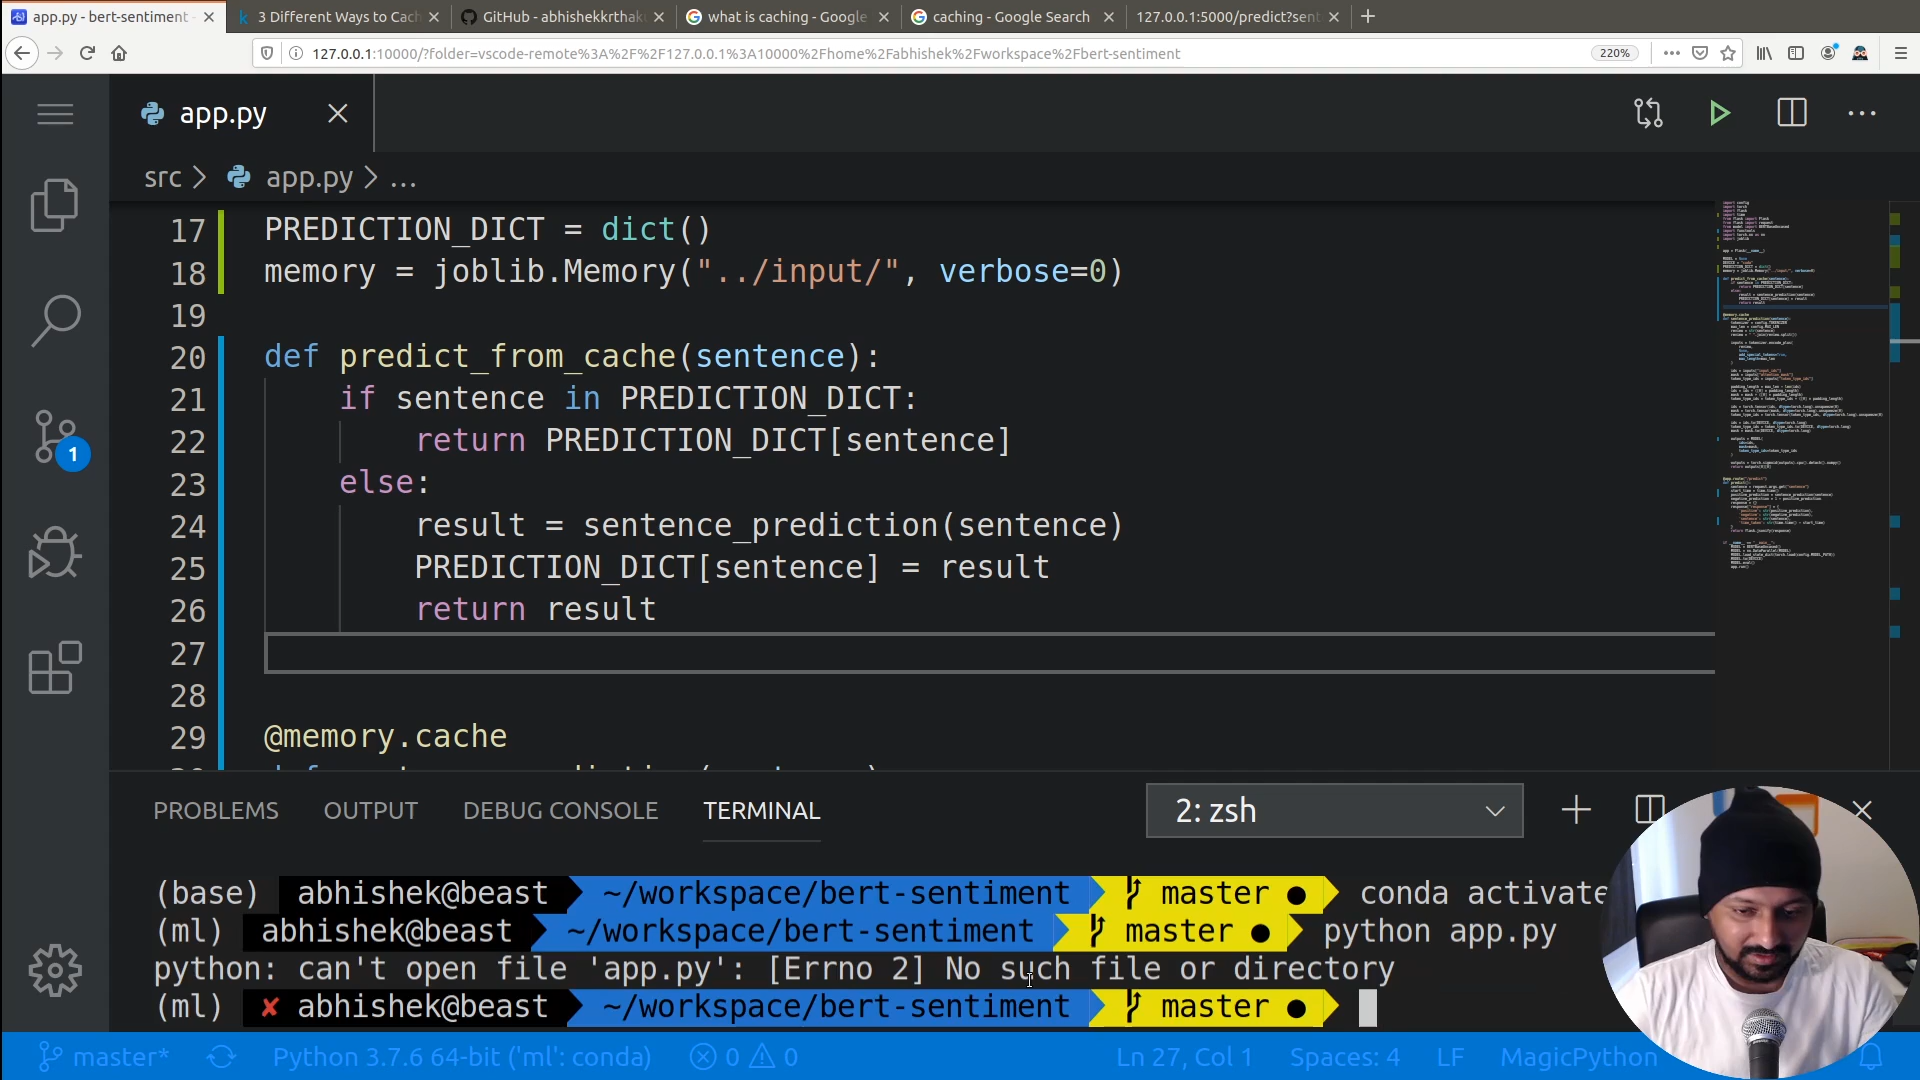 app.py - bert-sentiment -
3 Different Ways to Cach
GitHub - abhishekkrthak
what is caching - Google
caching - Google Search
127.0.0.1:5000/predict?sent
127.0.0.1:10000/?folder=vscode-remote%3A%2F%2F127.0.0.1%3A10000%2Fhome%2Fabhishek%2Fworkspace%2Fbert-sentiment
220%
app.py
src > app.py > ...
17 PREDICTION_DICT = dict()
18 memory = joblib.Memory("../input/", verbose=0)
19
20 def predict_from_cache(sentence):
21 if sentence in PREDICTION_DICT:
22 return PREDICTION_DICT[sentence]
23 else:
24 result = sentence_prediction(sentence)
25 PREDICTION_DICT[sentence] = result
26 return result
27
28
29 @memory.cache
1
PROBLEMS OUTPUT DEBUG CONSOLE TERMINAL
2: zsh
(base) abhishek@beast ~/workspace/bert-sentiment master ● conda activate
(ml) abhishek@beast ~/workspace/bert-sentiment master ● python app.py
python: can't open file 'app.py': [Errno 2] No such file or directory
(ml) ✘ abhishek@beast ~/workspace/bert-sentiment master ●
master* Python 3.7.6 64-bit ('ml': conda) 0 0 Ln 27, Col 1 Spaces: 4 LF MagicPython